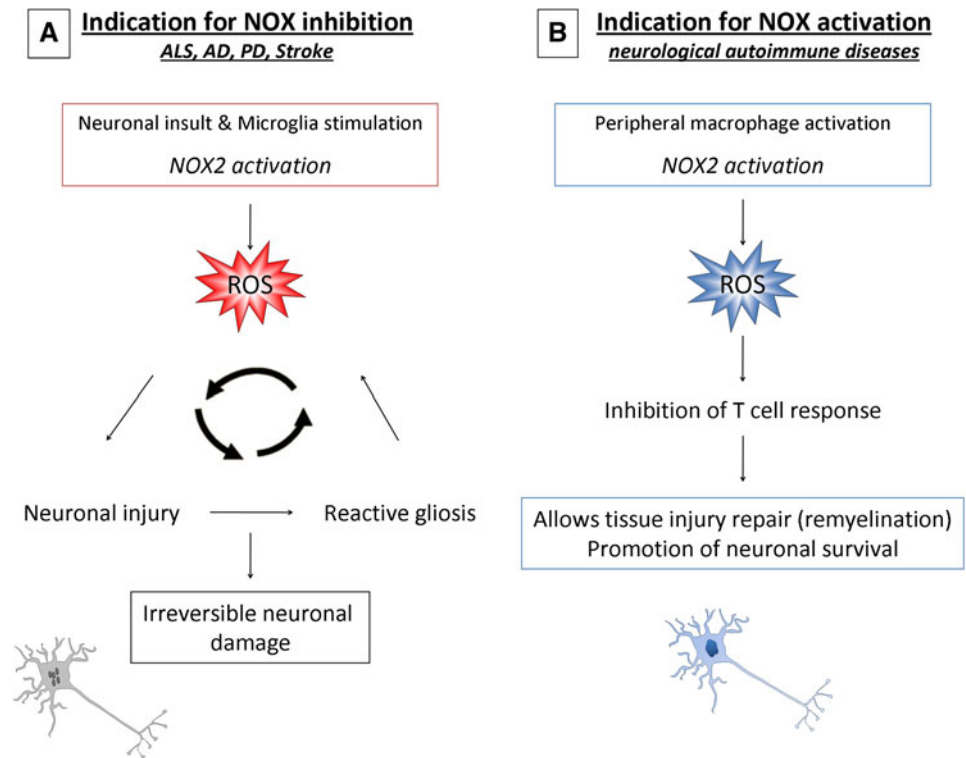 A
Indication for NOX inhibition
ALS, AD, PD, Stroke
Neuronal insult & Microglia stimulation
NOX2 activation
ROS
Neuronal injury
Reactive gliosis
Irreversible neuronal
damage
B
Indication for NOX activation
neurological autoimmune diseases
Peripheral macrophage activation
NOX2 activation
ROS
Inhibition of T cell response
Allows tissue injury repair (remyelination)
Promotion of neuronal survival